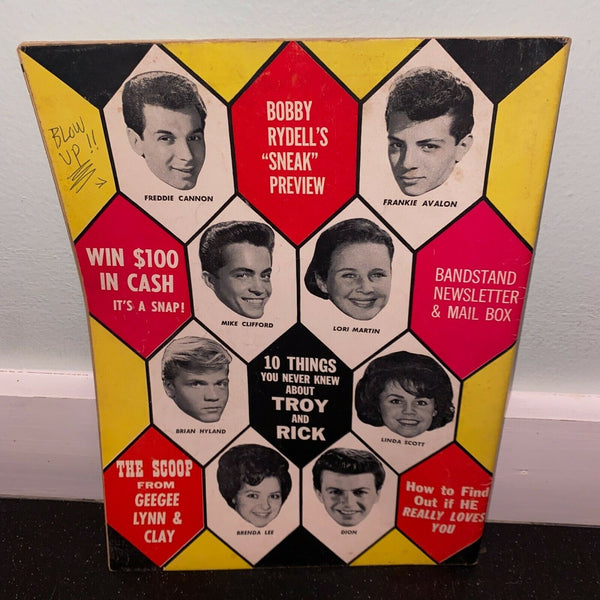 BLOW
UP!!
FREDDIE CANNON
BOBBY
RYDELL'S
"SNEAK"
PREVIEW
FRANKIE AVALON
WIN $100
IN CASH
IT'S A SNAP!
MIKE CLIFFORD
LORI MARTIN
BANDSTAND
NEWSLETTER
& MAIL BOX
BRIAN HYLAND
10 THINGS
YOU NEVER KNEW
ABOUT
TROY
AND
RICK
LINDA SCOTT
THE SCOOP
FROM
GEEGEE
LYNN &
CLAY
BRENDA LEE
DION
How to Find
Out if HE
REALLY LOVES
YOU